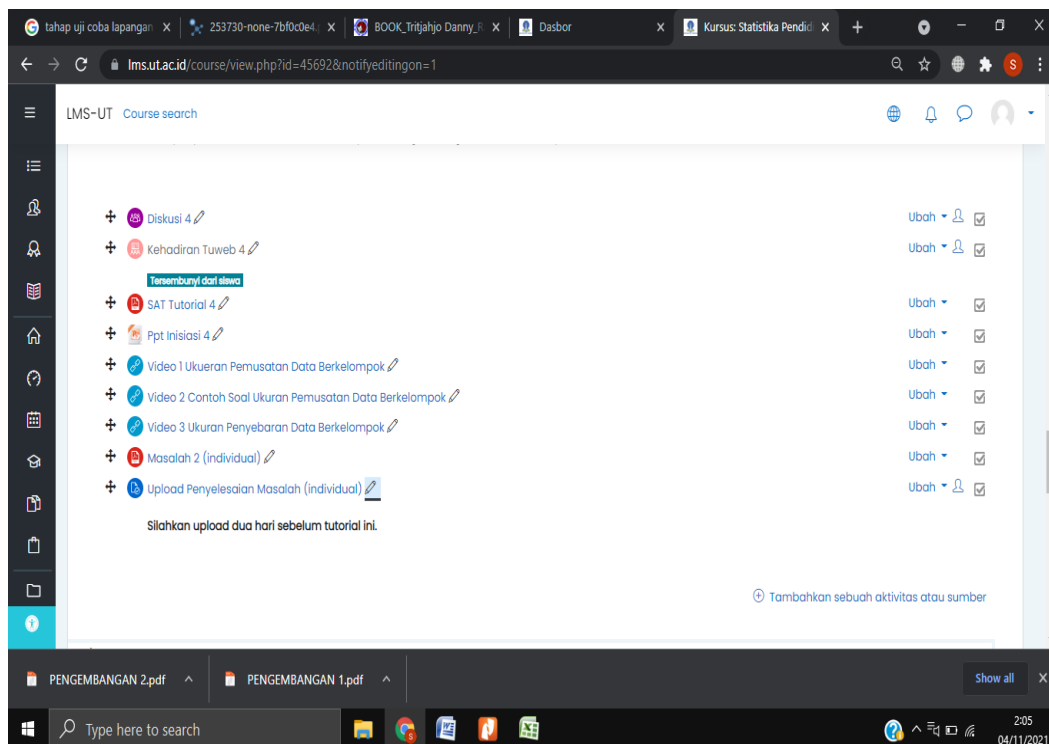 tahap uji coba lapangan
253730-none-7bf0c0e4.
BOOK_Tritjahjo Danny_R
Dasbor
Kursus: Statistika Pendid
lms.ut.ac.id/course/view.php?id=45692&notifyeditingon=1
S
LMS-UT Course search
Diskusi 4 Ubah
Kehadiran Tuweb 4 Ubah
Tersembunyi dari siswa
SAT Tutorial 4 Ubah
Ppt Inisiasi 4 Ubah
Video 1 Ukueran Pemusatan Data Berkelompok Ubah
Video 2 Contoh Soal Ukuran Pemusatan Data Berkelompok Ubah
Video 3 Ukuran Penyebaran Data Berkelompok Ubah
Masalah 2 (individual) Ubah
Upload Penyelesaian Masalah (individual) Ubah
Silahkan upload dua hari sebelum tutorial ini.
Tambahkan sebuah aktivitas atau sumber
PENGEMBANGAN 2.pdf PENGEMBANGAN 1.pdf Show all
Type here to search
2:05
04/11/2021